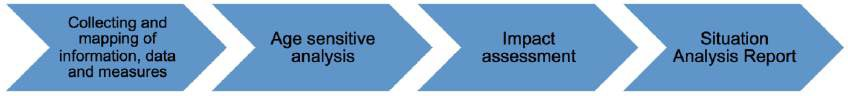 Collecting and
mapping of
information, data
and measures
Age sensitive
analysis
Impact
assessment
Situation
Analysis Report